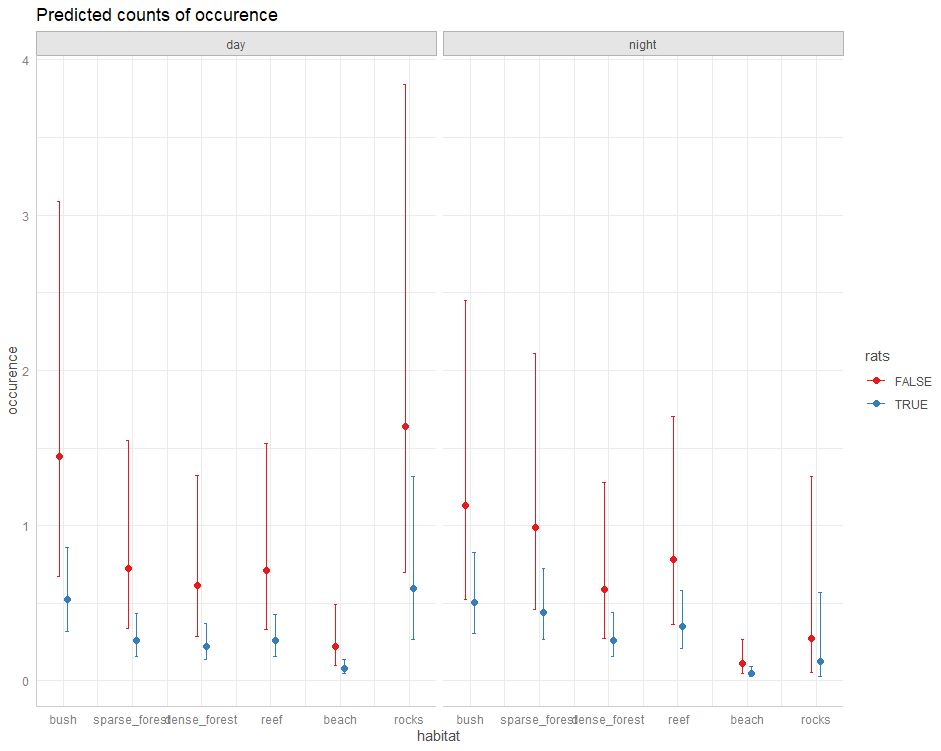 Predicted counts of occurence
day night
4
3
2
1
0
occurence
bush sparse_forest dense_forest reef beach rocks bush sparse_forest dense_forest reef beach rocks
habitat
rats
FALSE
TRUE